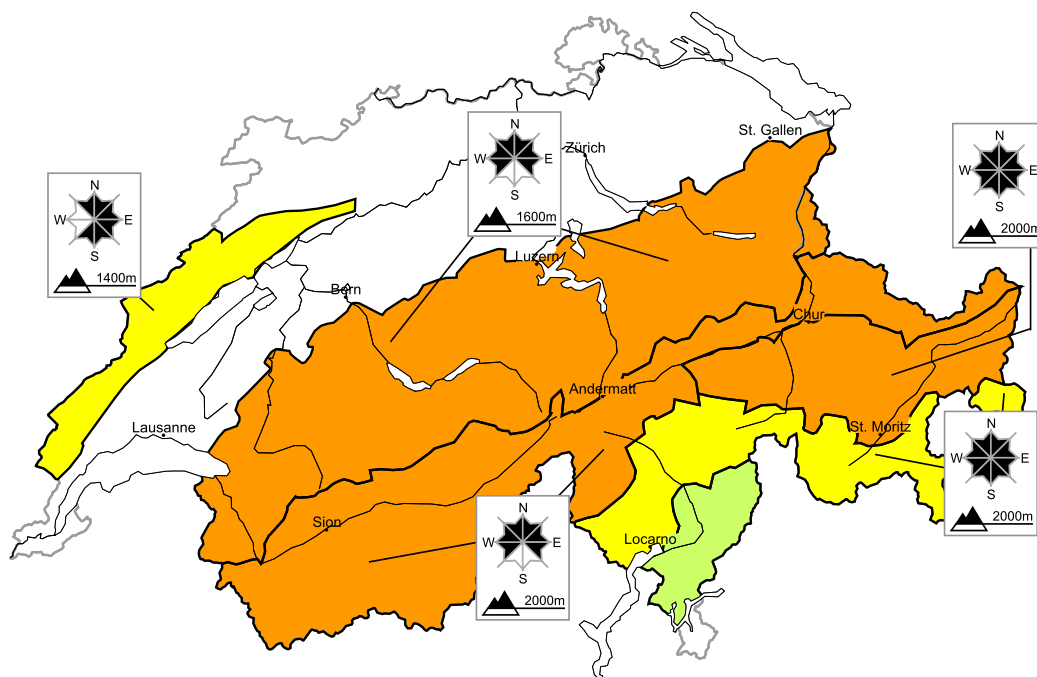 St. Gallen
N
W E
S
1600m
Zürich
N
W E
S
2000m
N
W E
S
1400m
Luzern
Bern
Chur
Andermatt
Lausanne
St. Moritz
N
W E
S
2000m
Sion
N
W E
S
2000m
Locarno